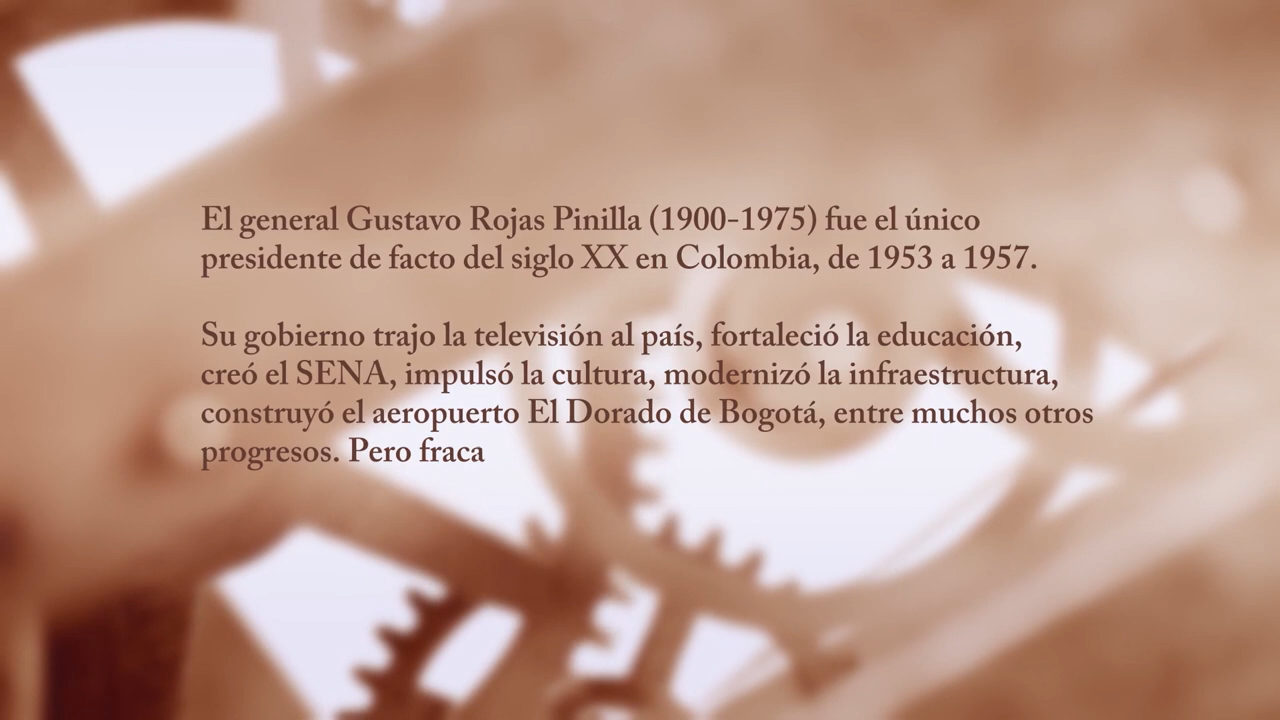 El general Gustavo Rojas Pinilla (1900-1975) fue el único
presidente de facto del siglo XX en Colombia, de 1953 a 1957.
Su gobierno trajo la televisión al país, fortaleció la educación,
creó el SENA, impulsó la cultura, modernizó la infraestructura,
construyó el aeropuerto El Dorado de Bogotá, entre muchos otros
progresos. Pero fraca